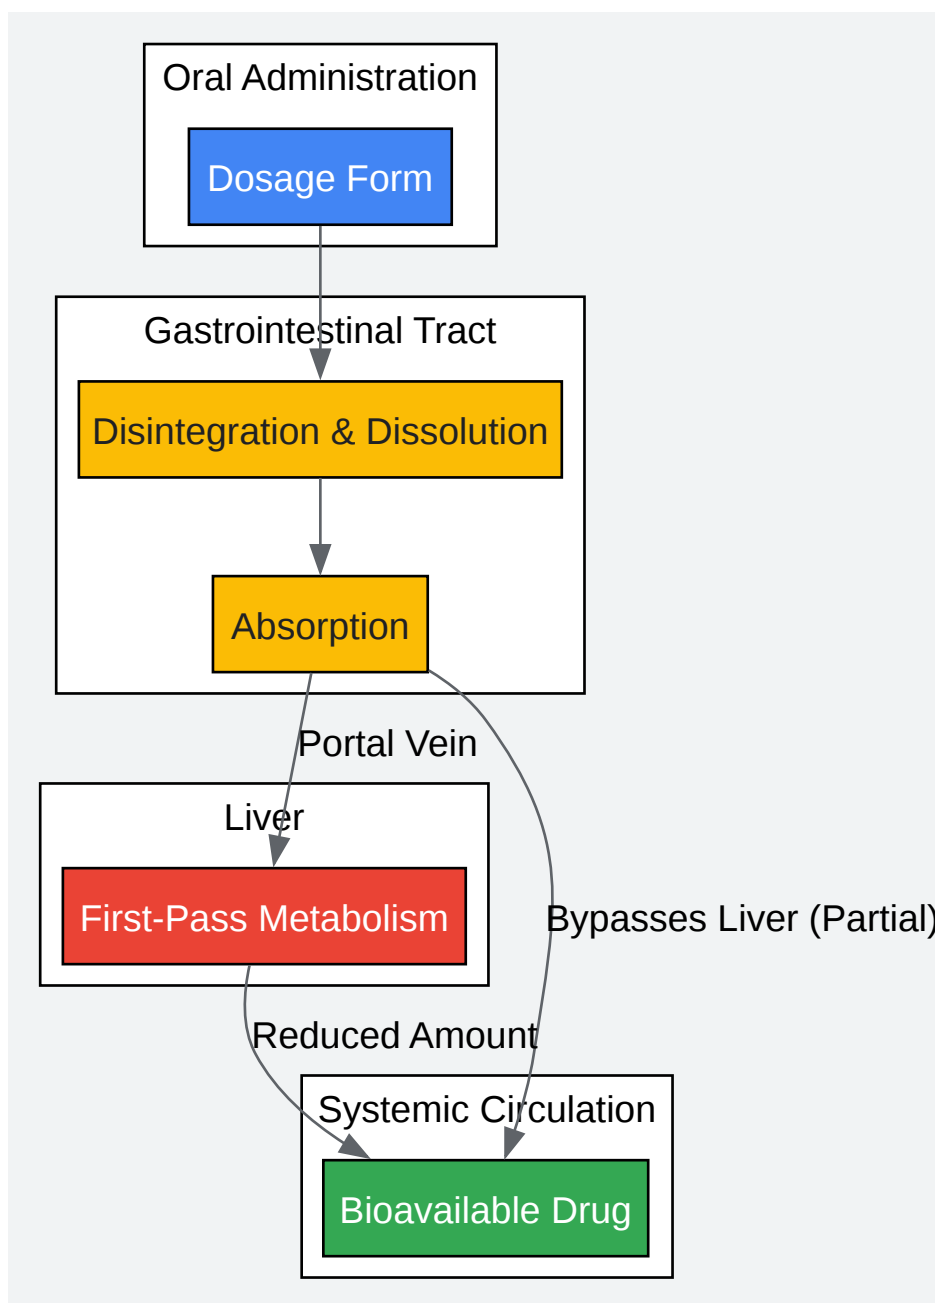 Oral Administration
Dosage Form
Gastrointestinal Tract
Disintegration & Dissolution
Absorption
Portal Vein
Liver
First-Pass Metabolism
Bypasses Liver (Partial)
Reduced Amount
Systemic Circulation
Bioavailable Drug